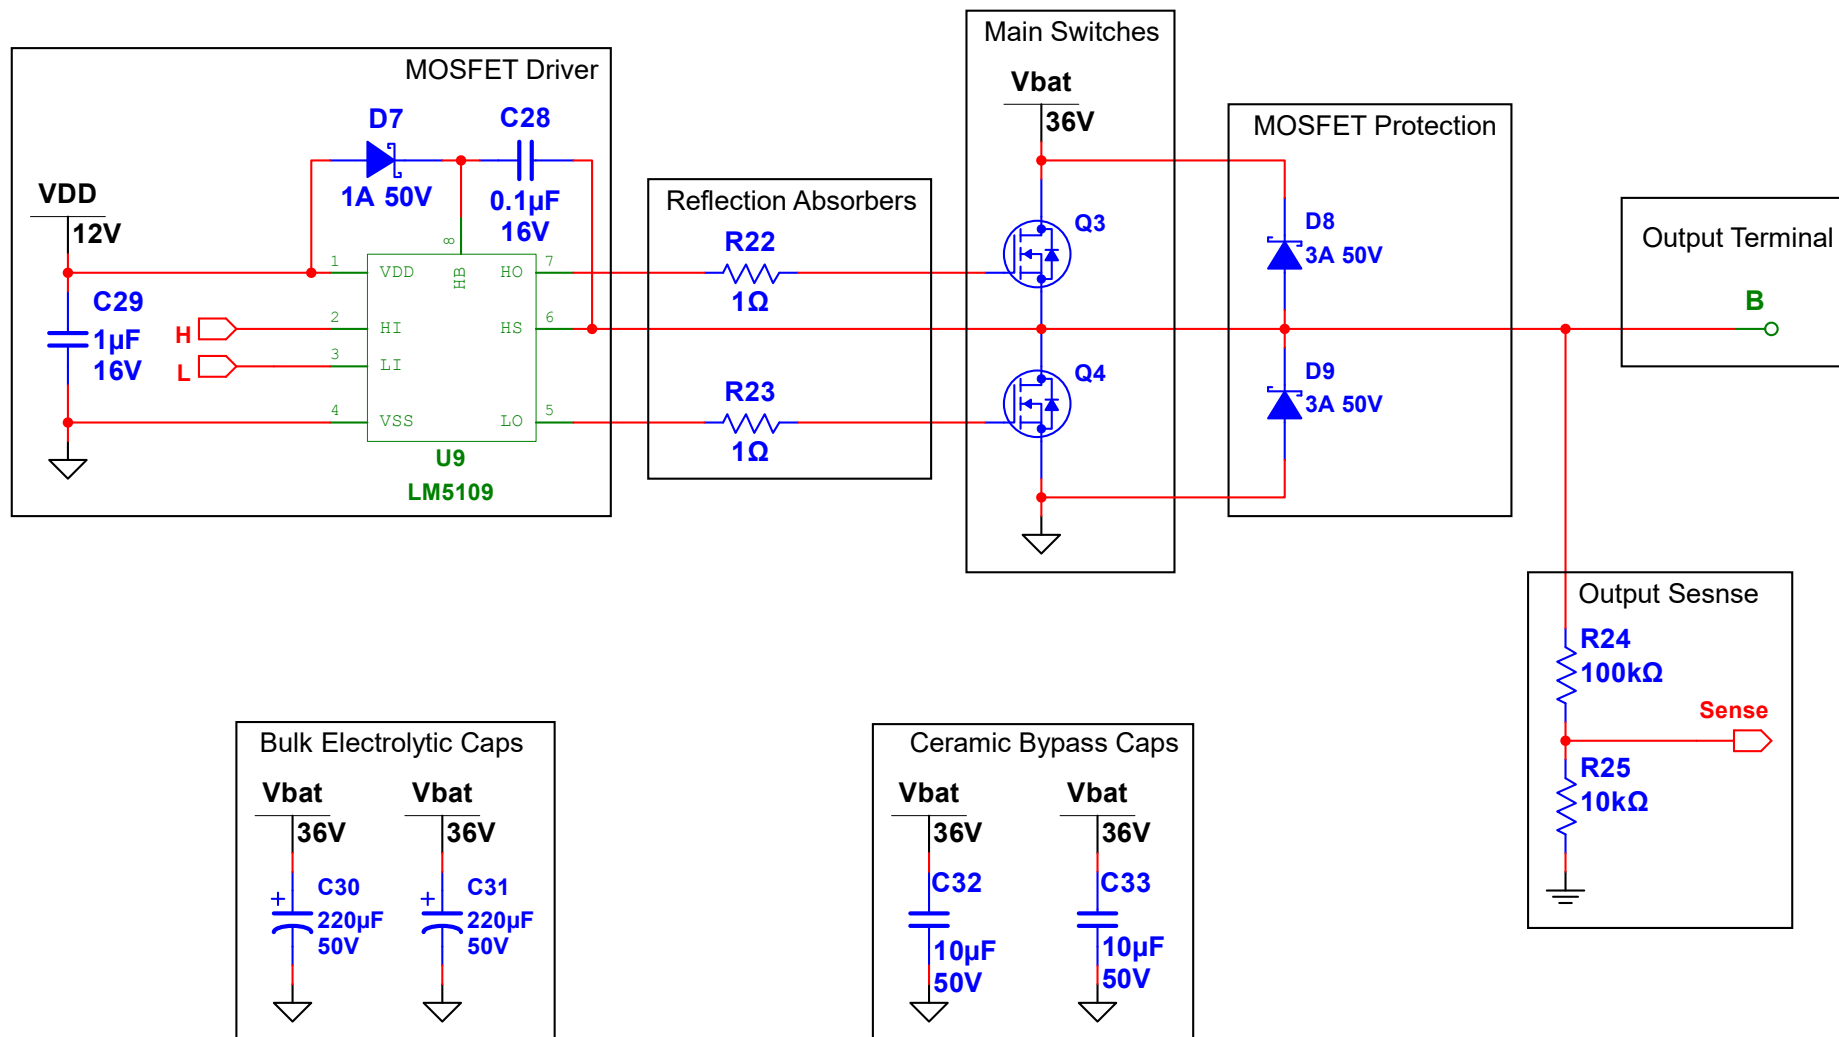 MOSFET Driver
D7
1A 50V
C28
0.1µF
16V
VDD
12V
C29
1µF
16V
H
L
1
2
3
4
8
7
6
5
VDD
HI
LI
VSS
HB
HO
HS
LO
U9
LM5109
Reflection Absorbers
R22
1Ω
R23
1Ω
Main Switches
Vbat
36V
Q3
Q4
MOSFET Protection
D8
3A 50V
D9
3A 50V
Output Terminal
B
Output Sesnse
R24
100kΩ
Sense
R25
10kΩ
Bulk Electrolytic Caps
Vbat
36V
+
C30
220µF
50V
Vbat
36V
+
C31
220µF
50V
Ceramic Bypass Caps
Vbat
36V
C32
10µF
50V
Vbat
36V
C33
10µF
50V